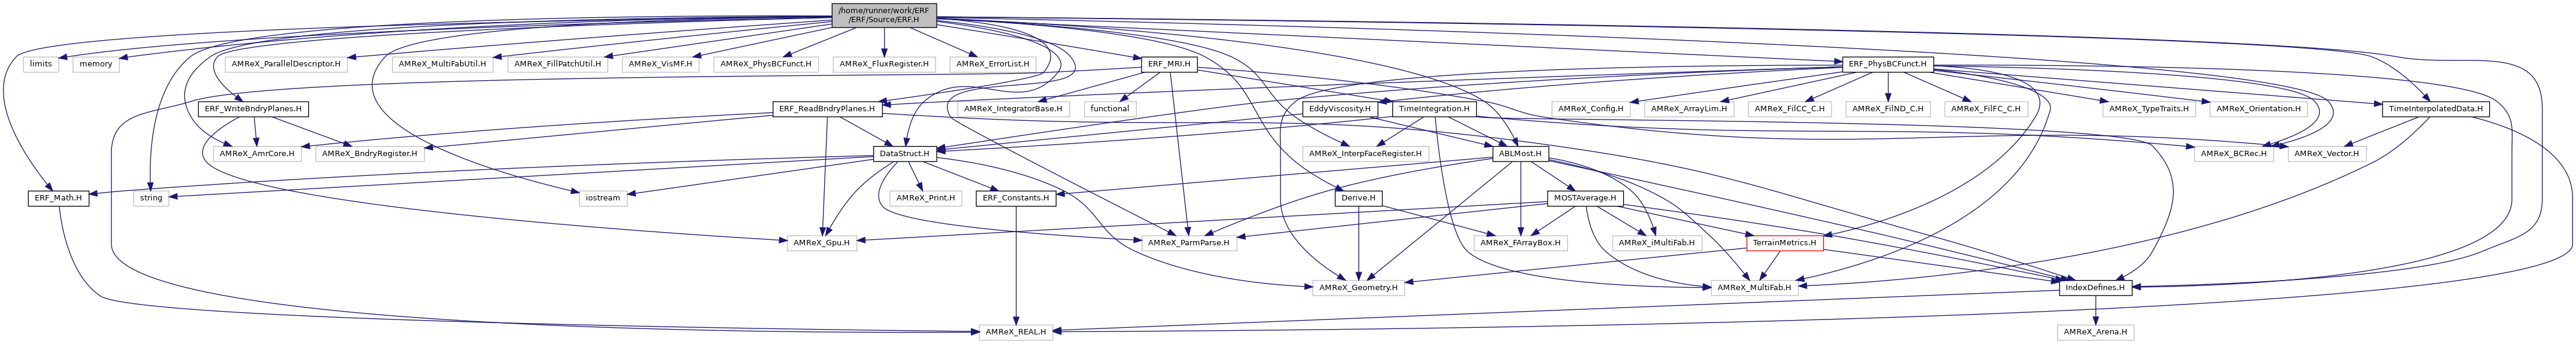 /home/runner/work/ERF
/ERF/Source/ERF.H
limits
memory
AMReX_ParallelDescriptor.H
AMReX_MultiFabUtil.H
AMReX_FillPatchUtil.H
AMReX_VisMF.H
AMReX_PhysBCFunct.H
AMReX_FluxRegister.H
AMReX_ErrorList.H
ERF_MRI.H
ERF_PhysBCFunct.H
ERF_WriteBndryPlanes.H
ERF_ReadBndryPlanes.H
AMReX_IntegratorBase.H
functional
EddyViscosity.H
TimeIntegration.H
AMReX_Config.H
AMReX_ArrayLim.H
AMReX_FilCC_C.H
AMReX_FilND_C.H
AMReX_FilFC_C.H
AMReX_TypeTraits.H
AMReX_Orientation.H
TimeInterpolatedData.H
AMReX_AmrCore.H
AMReX_BndryRegister.H
DataStruct.H
AMReX_InterpFaceRegister.H
ABLMost.H
AMReX_BCRec.H
AMReX_Vector.H
ERF_Math.H
string
iostream
AMReX_Print.H
ERF_Constants.H
Derive.H
MOSTAverage.H
AMReX_Gpu.H
AMReX_ParmParse.H
AMReX_FArrayBox.H
AMReX_iMultiFab.H
TerrainMetrics.H
AMReX_Geometry.H
AMReX_MultiFab.H
IndexDefines.H
AMReX_REAL.H
AMReX_Arena.H